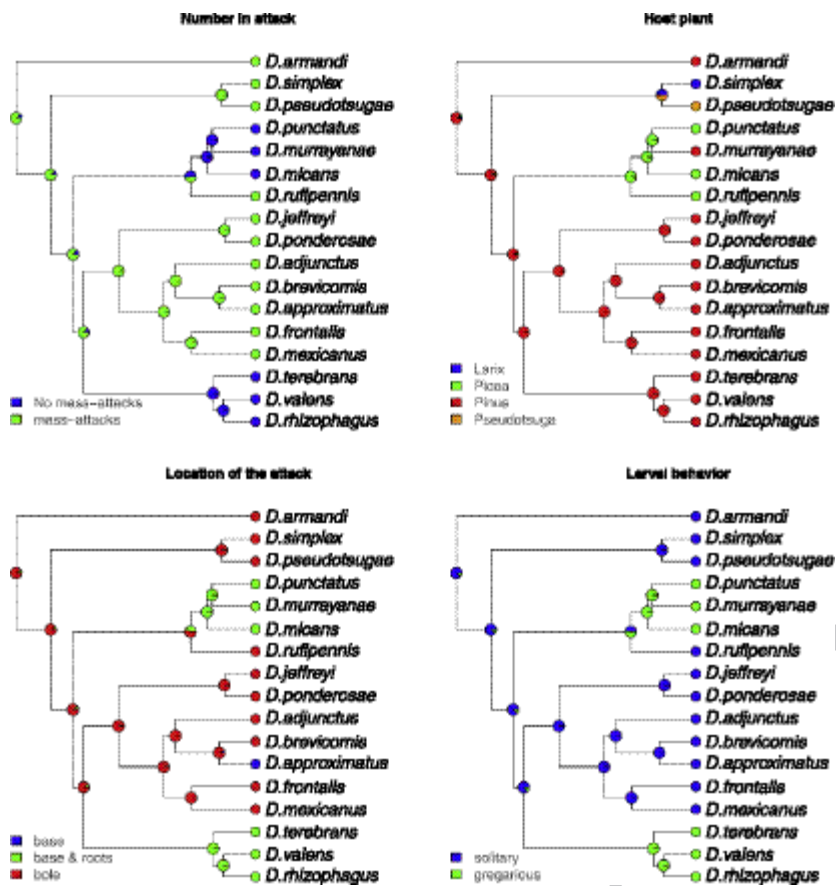 Number in attack
D.armandi
D.simplex
D.pseudotsugae
D.punctatus
D.murrayanae
D.micans
D.rufipennis
D.jeffreyi
D.ponderosae
D.adjunctus
D.brevicomis
D.approximatus
D.frontalis
D.mexicanus
D.terebrans
D.valens
D.rhizophagus
No mass-attacks
mass-attacks
Host plant
D.armandi
D.simplex
D.pseudotsugae
D.punctatus
D.murrayanae
D.micans
D.rufipennis
D.jeffreyi
D.ponderosae
D.adjunctus
D.brevicomis
D.approximatus
D.frontalis
D.mexicanus
D.terebrans
D.valens
D.rhizophagus
Larix
Picea
Pinus
Pseudotsuga
Location of the attack
D.armandi
D.simplex
D.pseudotsugae
D.punctatus
D.murrayanae
D.micans
D.rufipennis
D.jeffreyi
D.ponderosae
D.adjunctus
D.brevicomis
D.approximatus
D.frontalis
D.mexicanus
D.terebrans
D.valens
D.rhizophagus
base
base & roots
bole
Larval behavior
D.armandi
D.simplex
D.pseudotsugae
D.punctatus
D.murrayanae
D.micans
D.rufipennis
D.jeffreyi
D.ponderosae
D.adjunctus
D.brevicomis
D.approximatus
D.frontalis
D.mexicanus
D.terebrans
D.valens
D.rhizophagus
solitary
gregarious